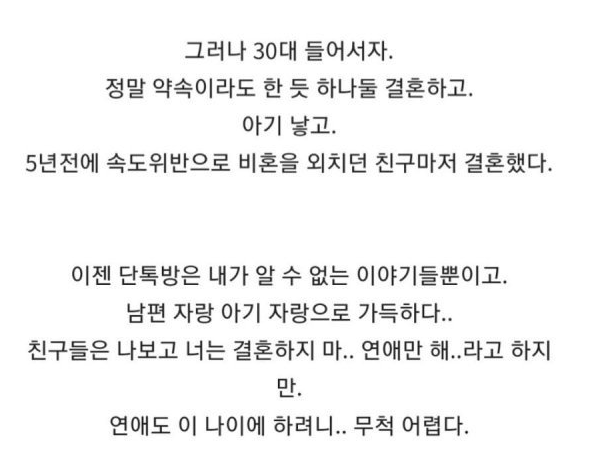 그러나 30대 들어서자.
정말 약속이라도 한 듯 하나둘 결혼하고.
아기 낳고.
5년전에 속도위반으로 비혼을 외치던 친구마저 결혼했다.
이젠 단톡방은 내가 알 수 없는 이야기들뿐이고.
남편 자랑 아기 자랑으로 가득하다..
친구들은 나보고 너는 결혼하지 마.. 연애만 해..라고 하지
만.
연애도 이 나이에 하려니.. 무척 어렵다.